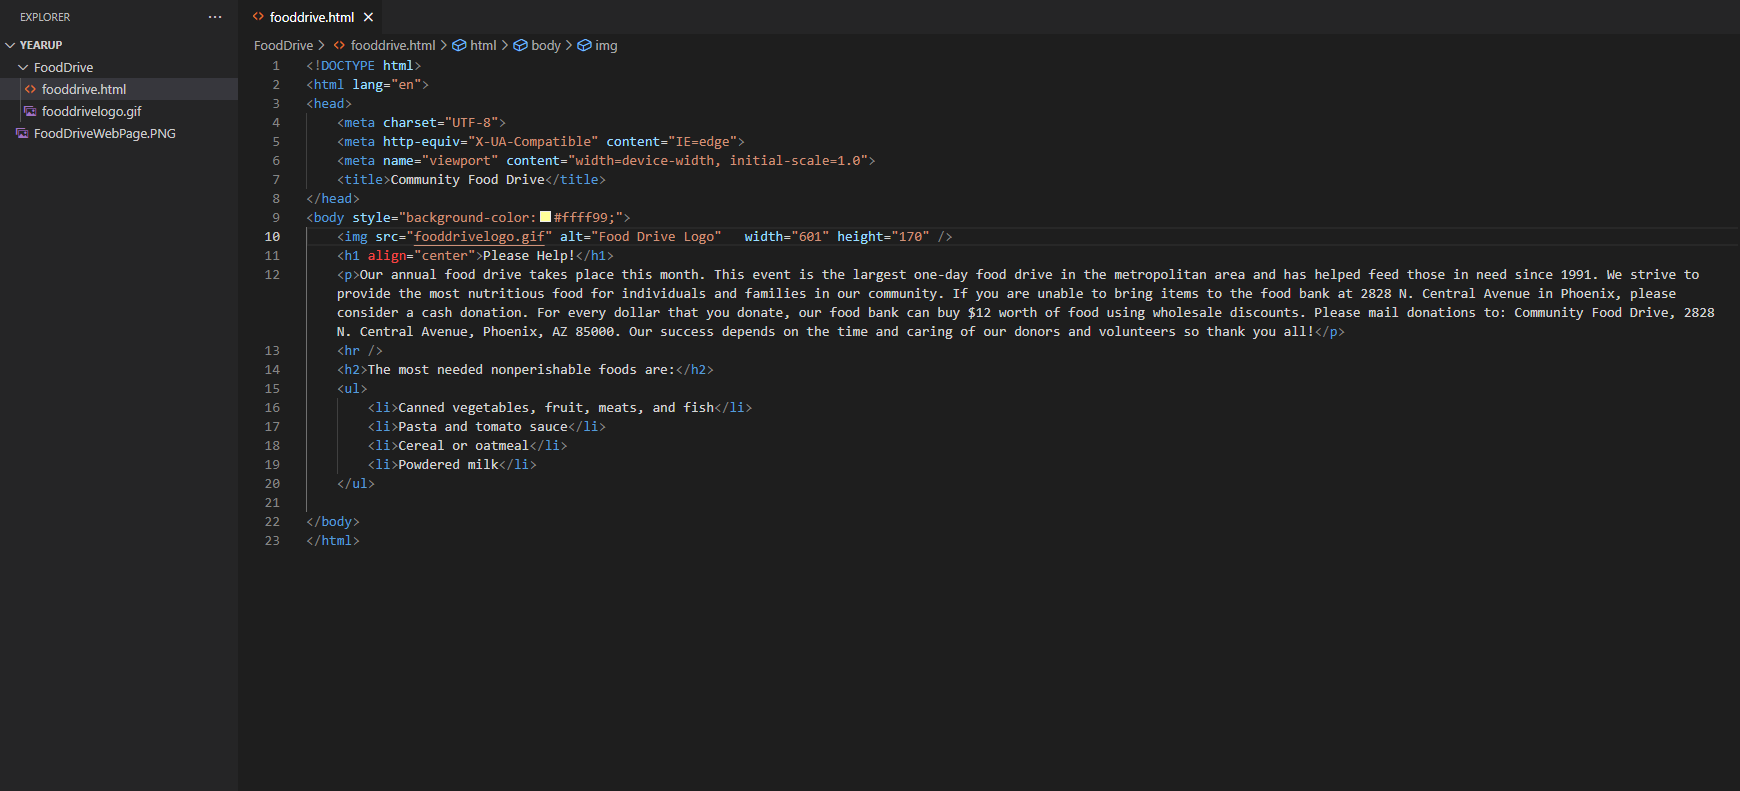 EXPLORER ···
YEARUP
FoodDrive
fooddrive.html
fooddrivelogo.gif
FoodDriveWebPage.PNG
fooddrive.html
FoodDrive > fooddrive.html > html > body > img
1 <!DOCTYPE html>
2 <html lang="en">
3 <head>
4 <meta charset="UTF-8">
5 <meta http-equiv="X-UA-Compatible" content="IE=edge">
6 <meta name="viewport" content="width=device-width, initial-scale=1.0">
7 <title>Community Food Drive</title>
8 </head>
9 <body style="background-color: #ffff99;">
10 <img src="fooddrivelogo.gif" alt="Food Drive Logo"   width="601" height="170" />
11 <h1 align="center">Please Help!</h1>
12 <p>Our annual food drive takes place this month. This event is the largest one-day food drive in the metropolitan area and has helped feed those in need since 1991. We strive to
provide the most nutritious food for individuals and families in our community. If you are unable to bring items to the food bank at 2828 N. Central Avenue in Phoenix, please
consider a cash donation. For every dollar that you donate, our food bank can buy $12 worth of food using wholesale discounts. Please mail donations to: Community Food Drive, 2828
N. Central Avenue, Phoenix, AZ 85000. Our success depends on the time and caring of our donors and volunteers so thank you all!</p>
13 <hr />
14 <h2>The most needed nonperishable foods are:</h2>
15 <ul>
16 <li>Canned vegetables, fruit, meats, and fish</li>
17 <li>Pasta and tomato sauce</li>
18 <li>Cereal or oatmeal</li>
19 <li>Powdered milk</li>
20 </ul>
21
22 </body>
23 </html>